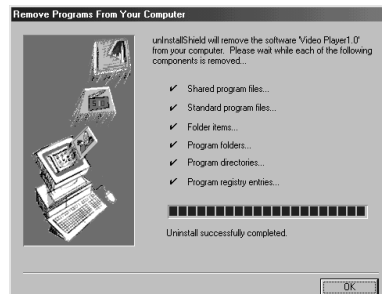 Remove Programs From Your Computer
unInstallShield will remove the software 'Video Player1.0'
from your computer. Please wait while each of the following
components is removed...
✔ Shared program files...
✔ Standard program files...
✔ Folder items...
✔ Program folders...
✔ Program directories...
✔ Program registry entries...
Uninstall successfully completed.
OK